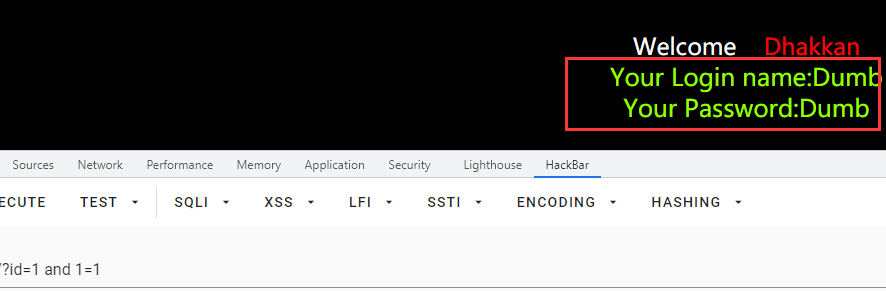 Welcome Dhakkan
Your Login name:Dumb
Your Password:Dumb
Sources Network Performance Memory Application Security Lighthouse HackBar
ECUTE TEST SQLI XSS LFI SSTI ENCODING HASHING
/?id=1 and 1=1